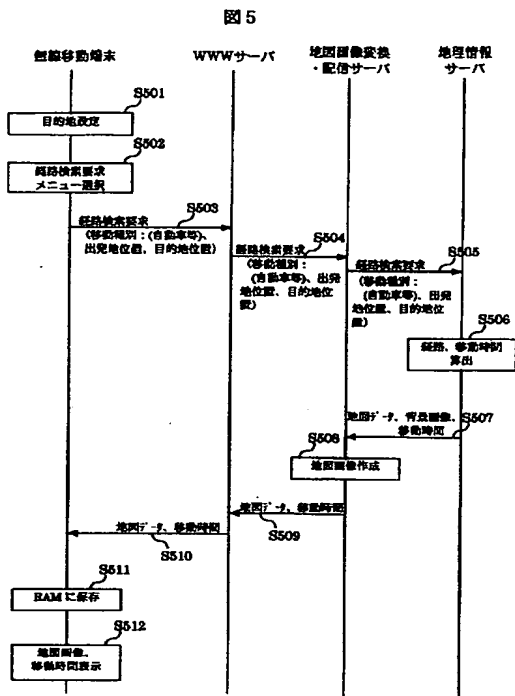 図５
無線移動端末
WWWサーバ
地図画像変換
・配信サーバ
地理情報
サーバ
S501
目的地設定
S502
経路検索要求
メニュー選択
S503
経路検索要求
（移動種別：(自動車等)、
出発地位置、目的地位置）
S504
経路検索要求
（移動種別：
(自動車等)、出発
地位置、目的地位
置）
S505
経路検索要求
（移動種別：
(自動車等)、出発
地位置、目的地位
置）
S506
経路、移動時間
算出
地図ﾃﾞｰﾀ、背景画像、
移動時間
S507
S508
地図画像作成
地図ﾃﾞｰﾀ、移動時間
S509
地図ﾃﾞｰﾀ、移動時間
S510
S511
RAMに保存
S512
地図画像、
移動時間表示